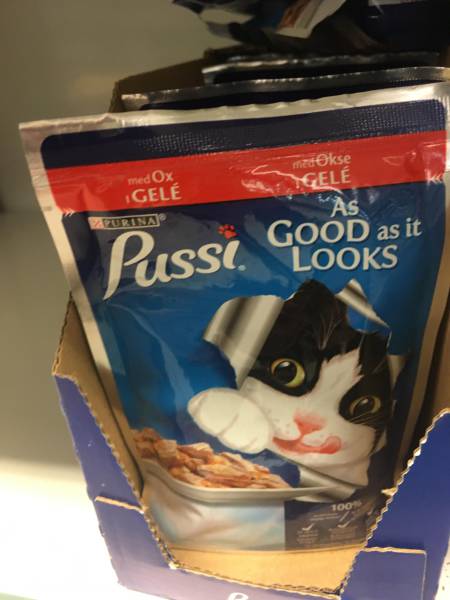 med Ox
i GELÉ
med Okse
i GELÉ
PURINA
Pussi
As
GOOD as it
LOOKS
100%